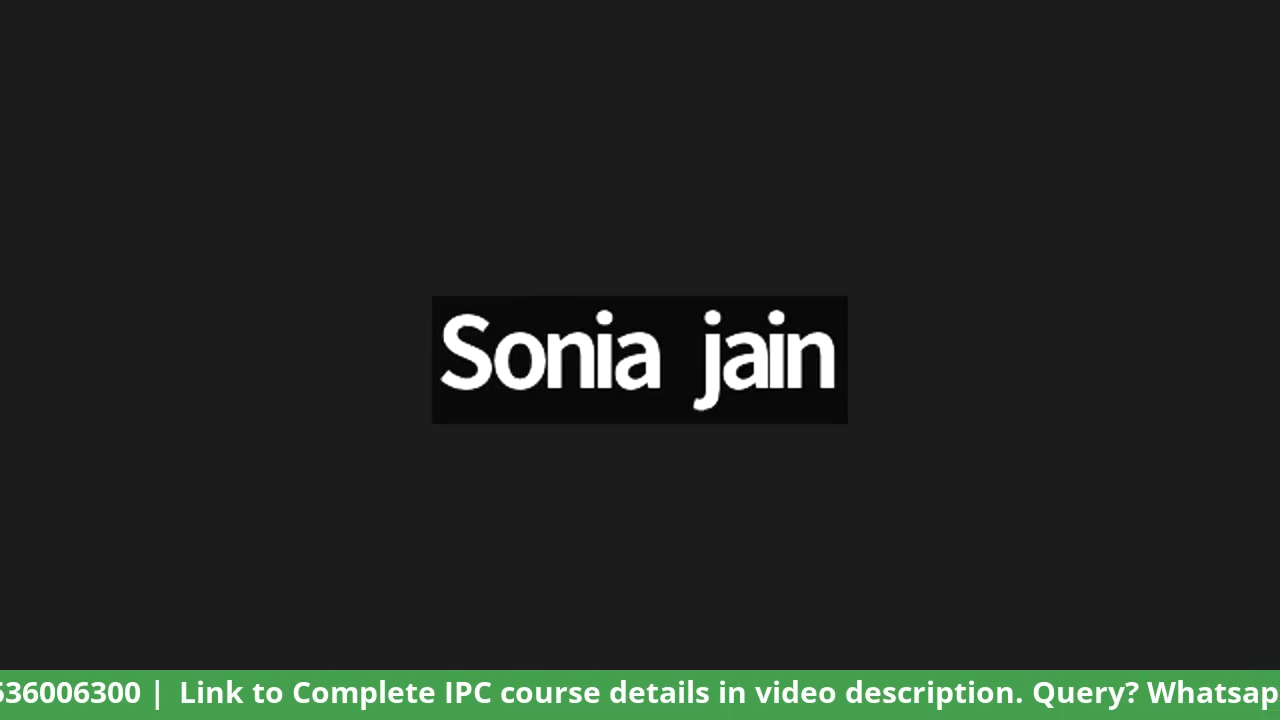 Sonia jain
536006300 | Link to Complete IPC course details in video description. Query? Whatsap